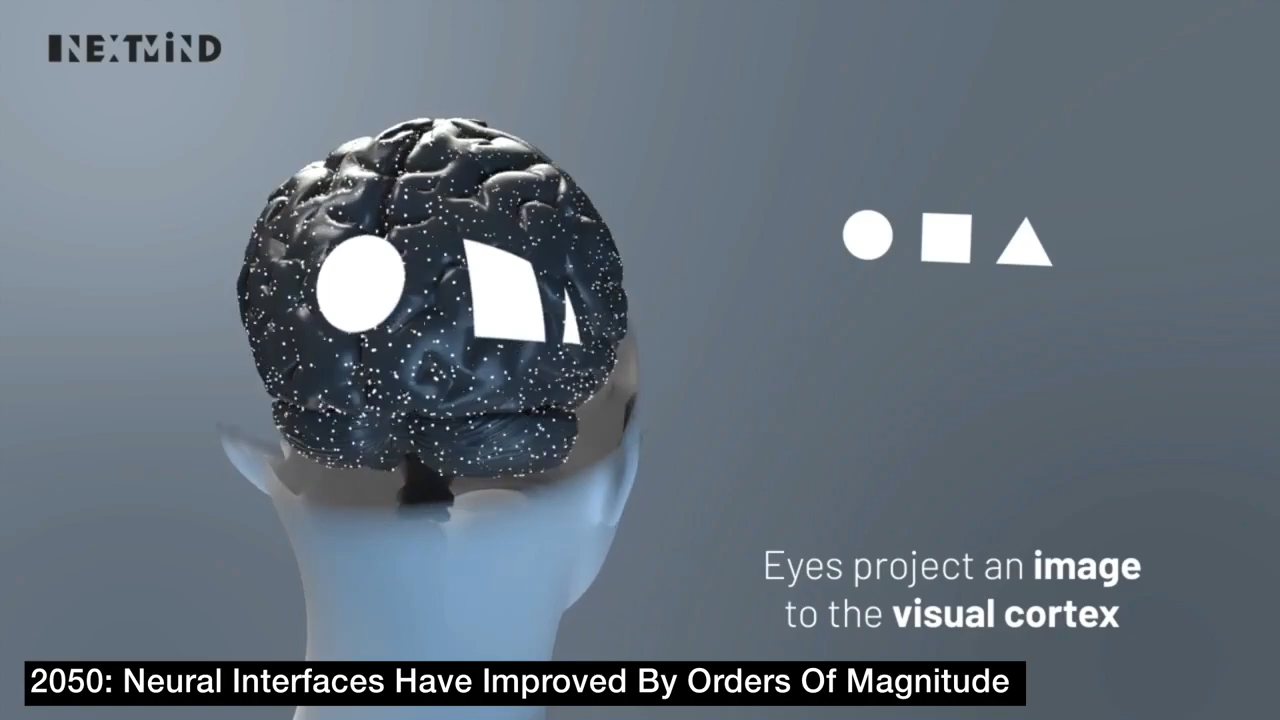 NEXTMiND
Eyes project an image
to the visual cortex
2050: Neural Interfaces Have Improved By Orders Of Magnitude